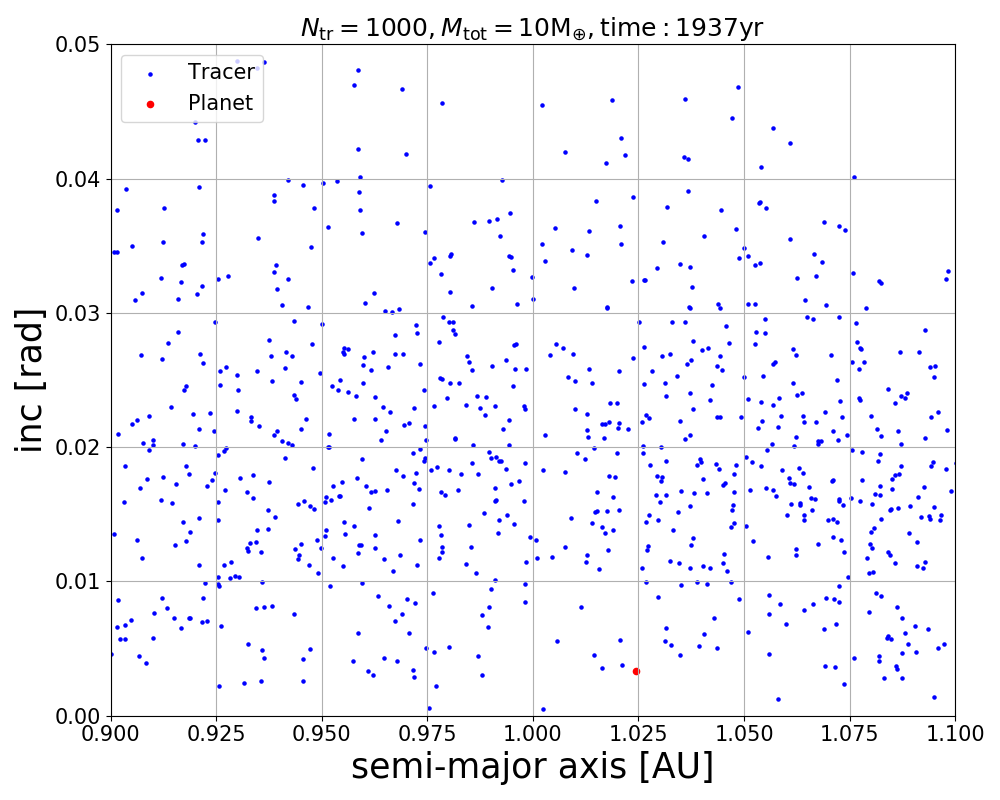 N_tr = 1000, M_tot = 10M_⊕, time : 1937yr
0.05
Tracer
Planet
0.04
0.03
inc [rad]
0.02
0.01
0.00
0.900 0.925 0.950 0.975 1.000 1.025 1.050 1.075 1.100
semi-major axis [AU]